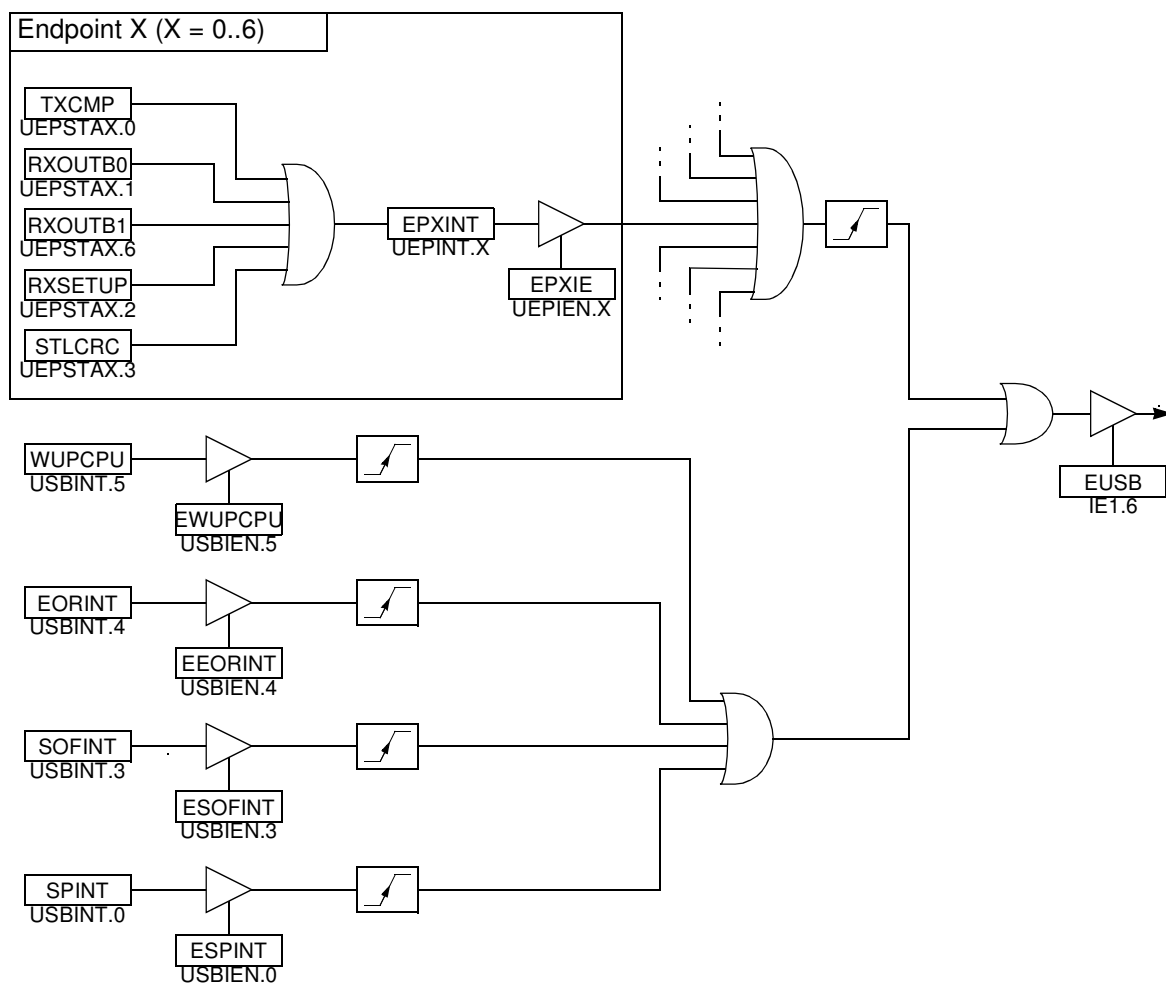 Endpoint X (X = 0..6)
TXCMP
UEPSTAX.0
RXOUTB0
UEPSTAX.1
RXOUTB1
UEPSTAX.6
RXSETUP
UEPSTAX.2
STLCRC
UEPSTAX.3
EPXINT
UEPINT.X
EPXIE
UEPIEN.X
WUPCPU
USBINT.5
EWUPCPU
USBIEN.5
EUSB
IE1.6
EORINT
USBINT.4
EEORINT
USBIEN.4
SOFINT
USBINT.3
ESOFINT
USBIEN.3
SPINT
USBINT.0
ESPINT
USBIEN.0